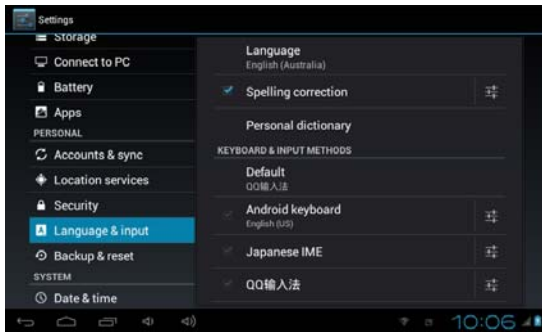 Settings
Storage
Connect to PC
Battery
Apps
PERSONAL
Accounts & sync
Location services
Security
Language & input
Backup & reset
SYSTEM
Date & time
Language
English (Australia)
Spelling correction
Personal dictionary
KEYBOARD & INPUT METHODS
Default
QQ输入法
Android keyboard
English (US)
Japanese IME
QQ输入法
10:06